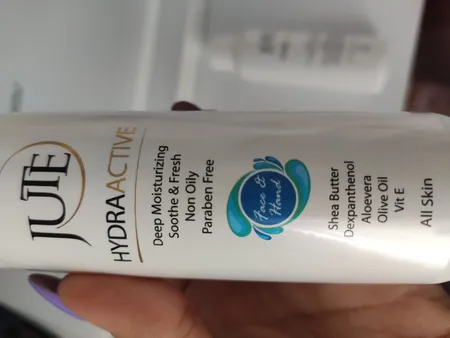 JUTE
HYDRAACTIVE
Deep Moisturizing
Soothe & Fresh
Non Oily
Paraben Free
Face &
Hand
Shea Butter
Dexpanthenol
Aloevera
Olive Oil
Vit E
All Skin